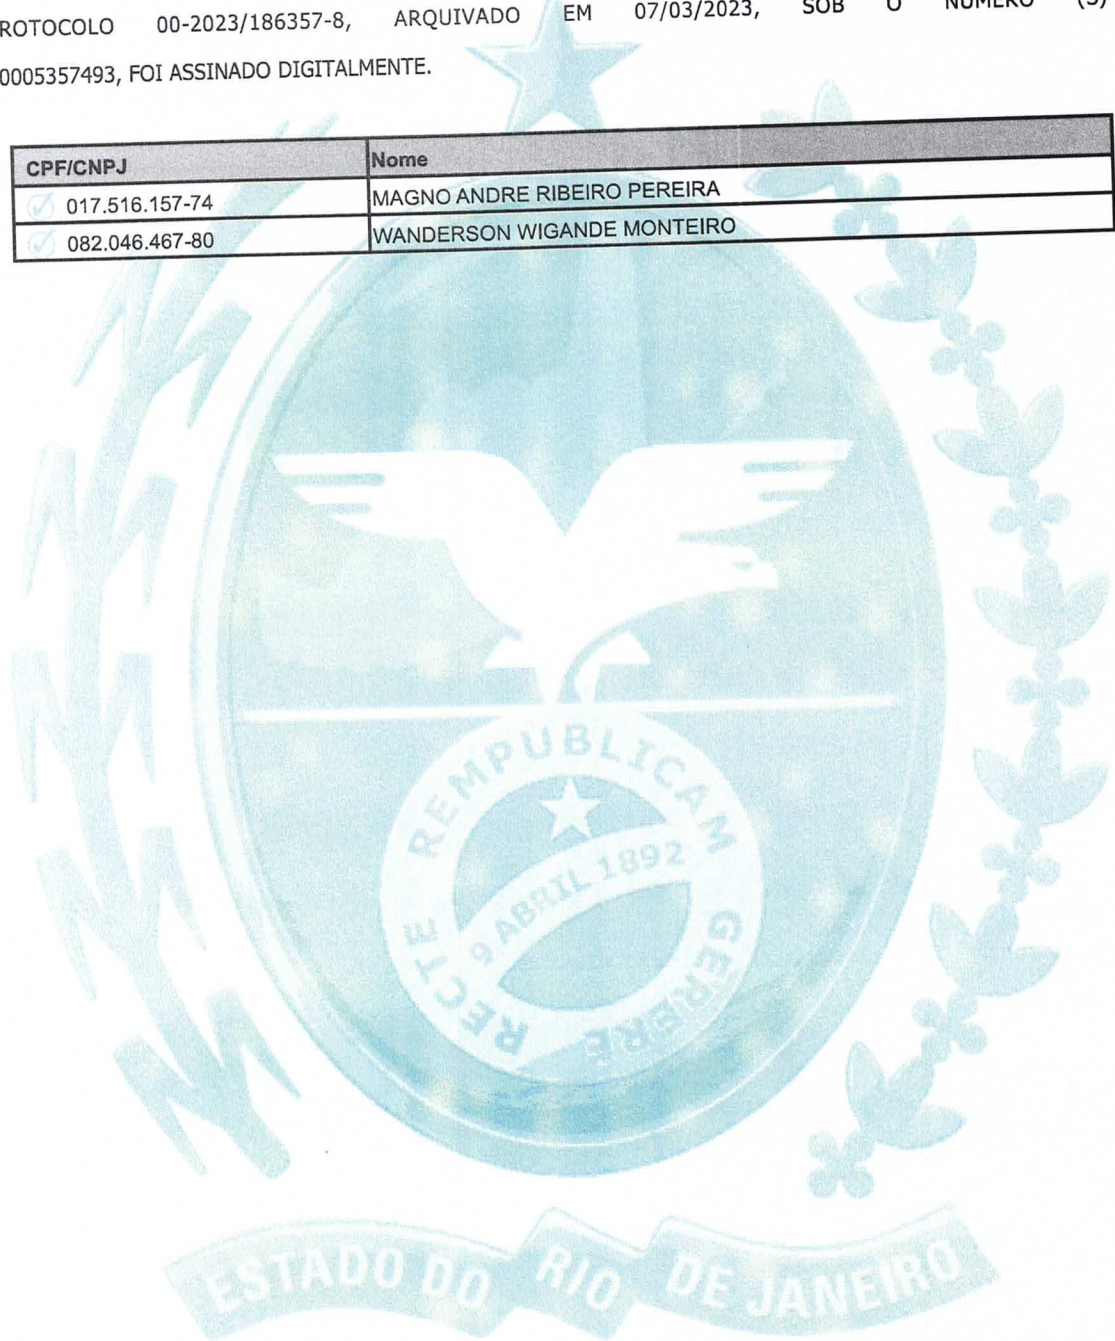 ROTOCOLO 00-2023/186357-8, ARQUIVADO EM 07/03/2023, SOB O NÚMERO (S)
0005357493, FOI ASSINADO DIGITALMENTE.
CPF/CNPJ Nome
017.516.157-74 MAGNO ANDRE RIBEIRO PEREIRA
082.046.467-80 WANDERSON WIGANDE MONTEIRO
RECTE REMPUBLICAM GERERE
9 ABRIL 1892
ESTADO DO RIO DE JANEIRO